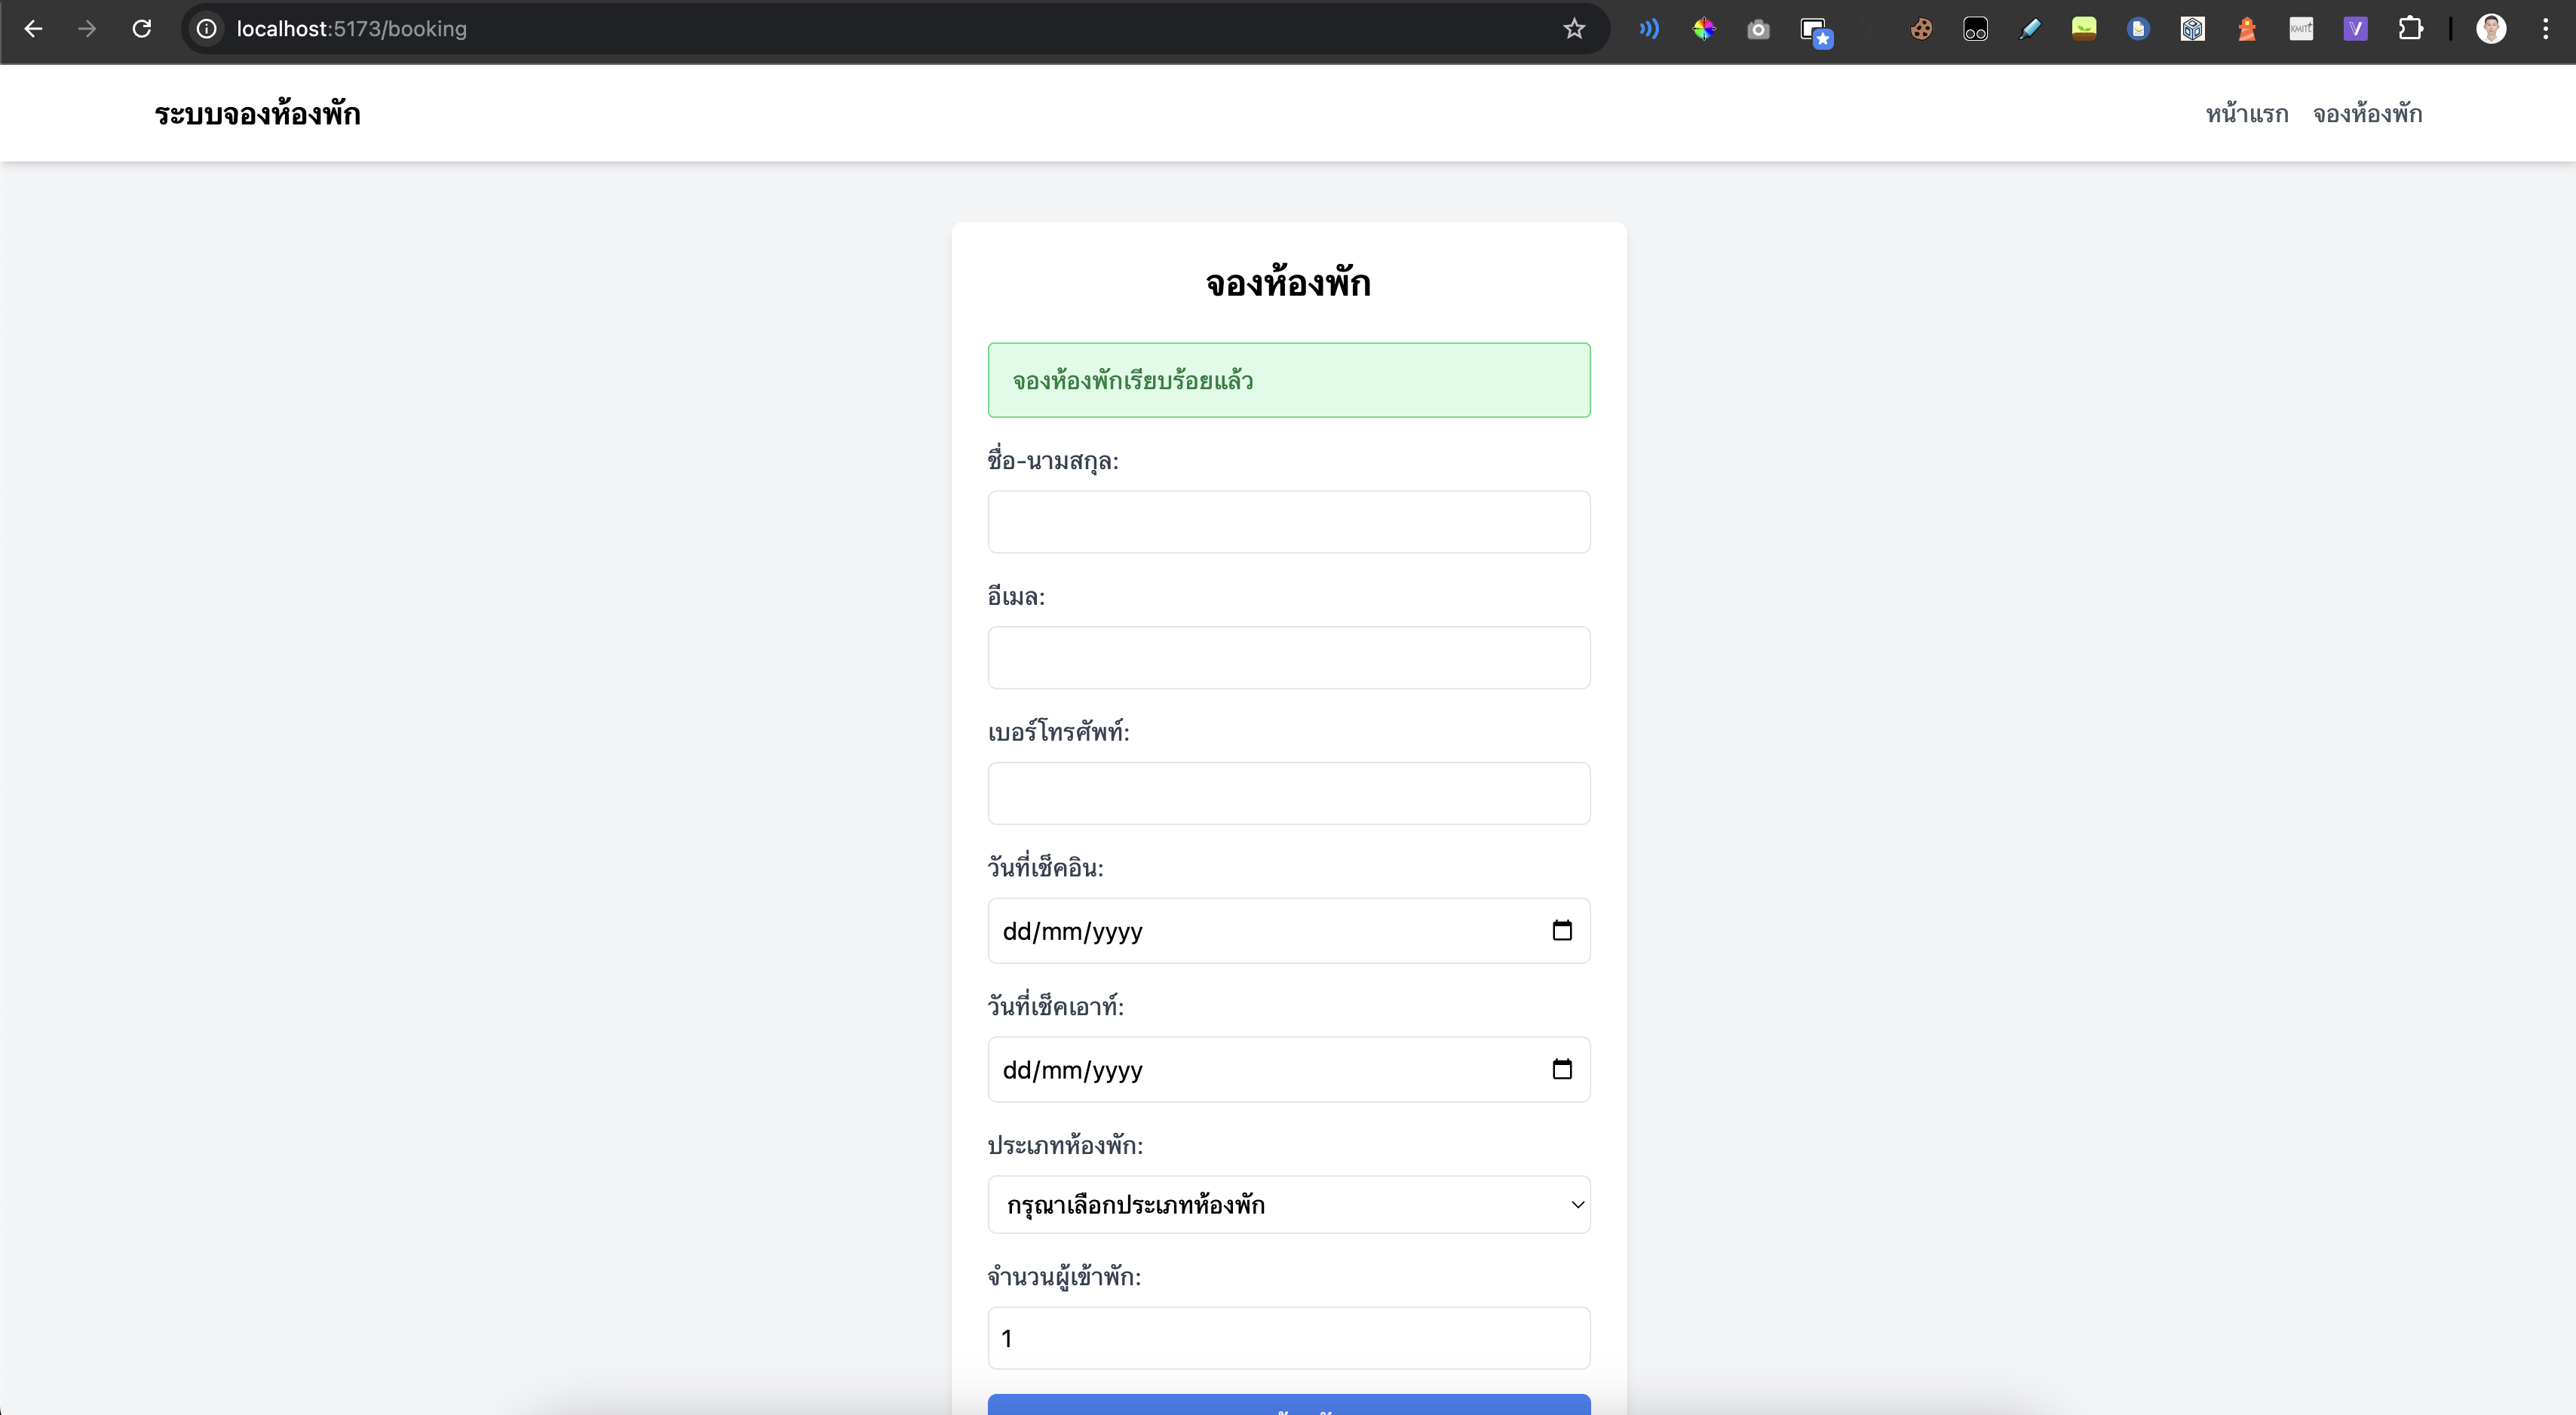 localhost:5173/booking
ระบบจองห้องพัก
หน้าแรก จองห้องพัก
จองห้องพัก
จองห้องพักเรียบร้อยแล้ว
ชื่อ-นามสกุล:
อีเมล:
เบอร์โทรศัพท์:
วันที่เช็คอิน:
dd/mm/yyyy
วันที่เช็คเอาท์:
dd/mm/yyyy
ประเภทห้องพัก:
กรุณาเลือกประเภทห้องพัก
จำนวนผู้เข้าพัก:
1